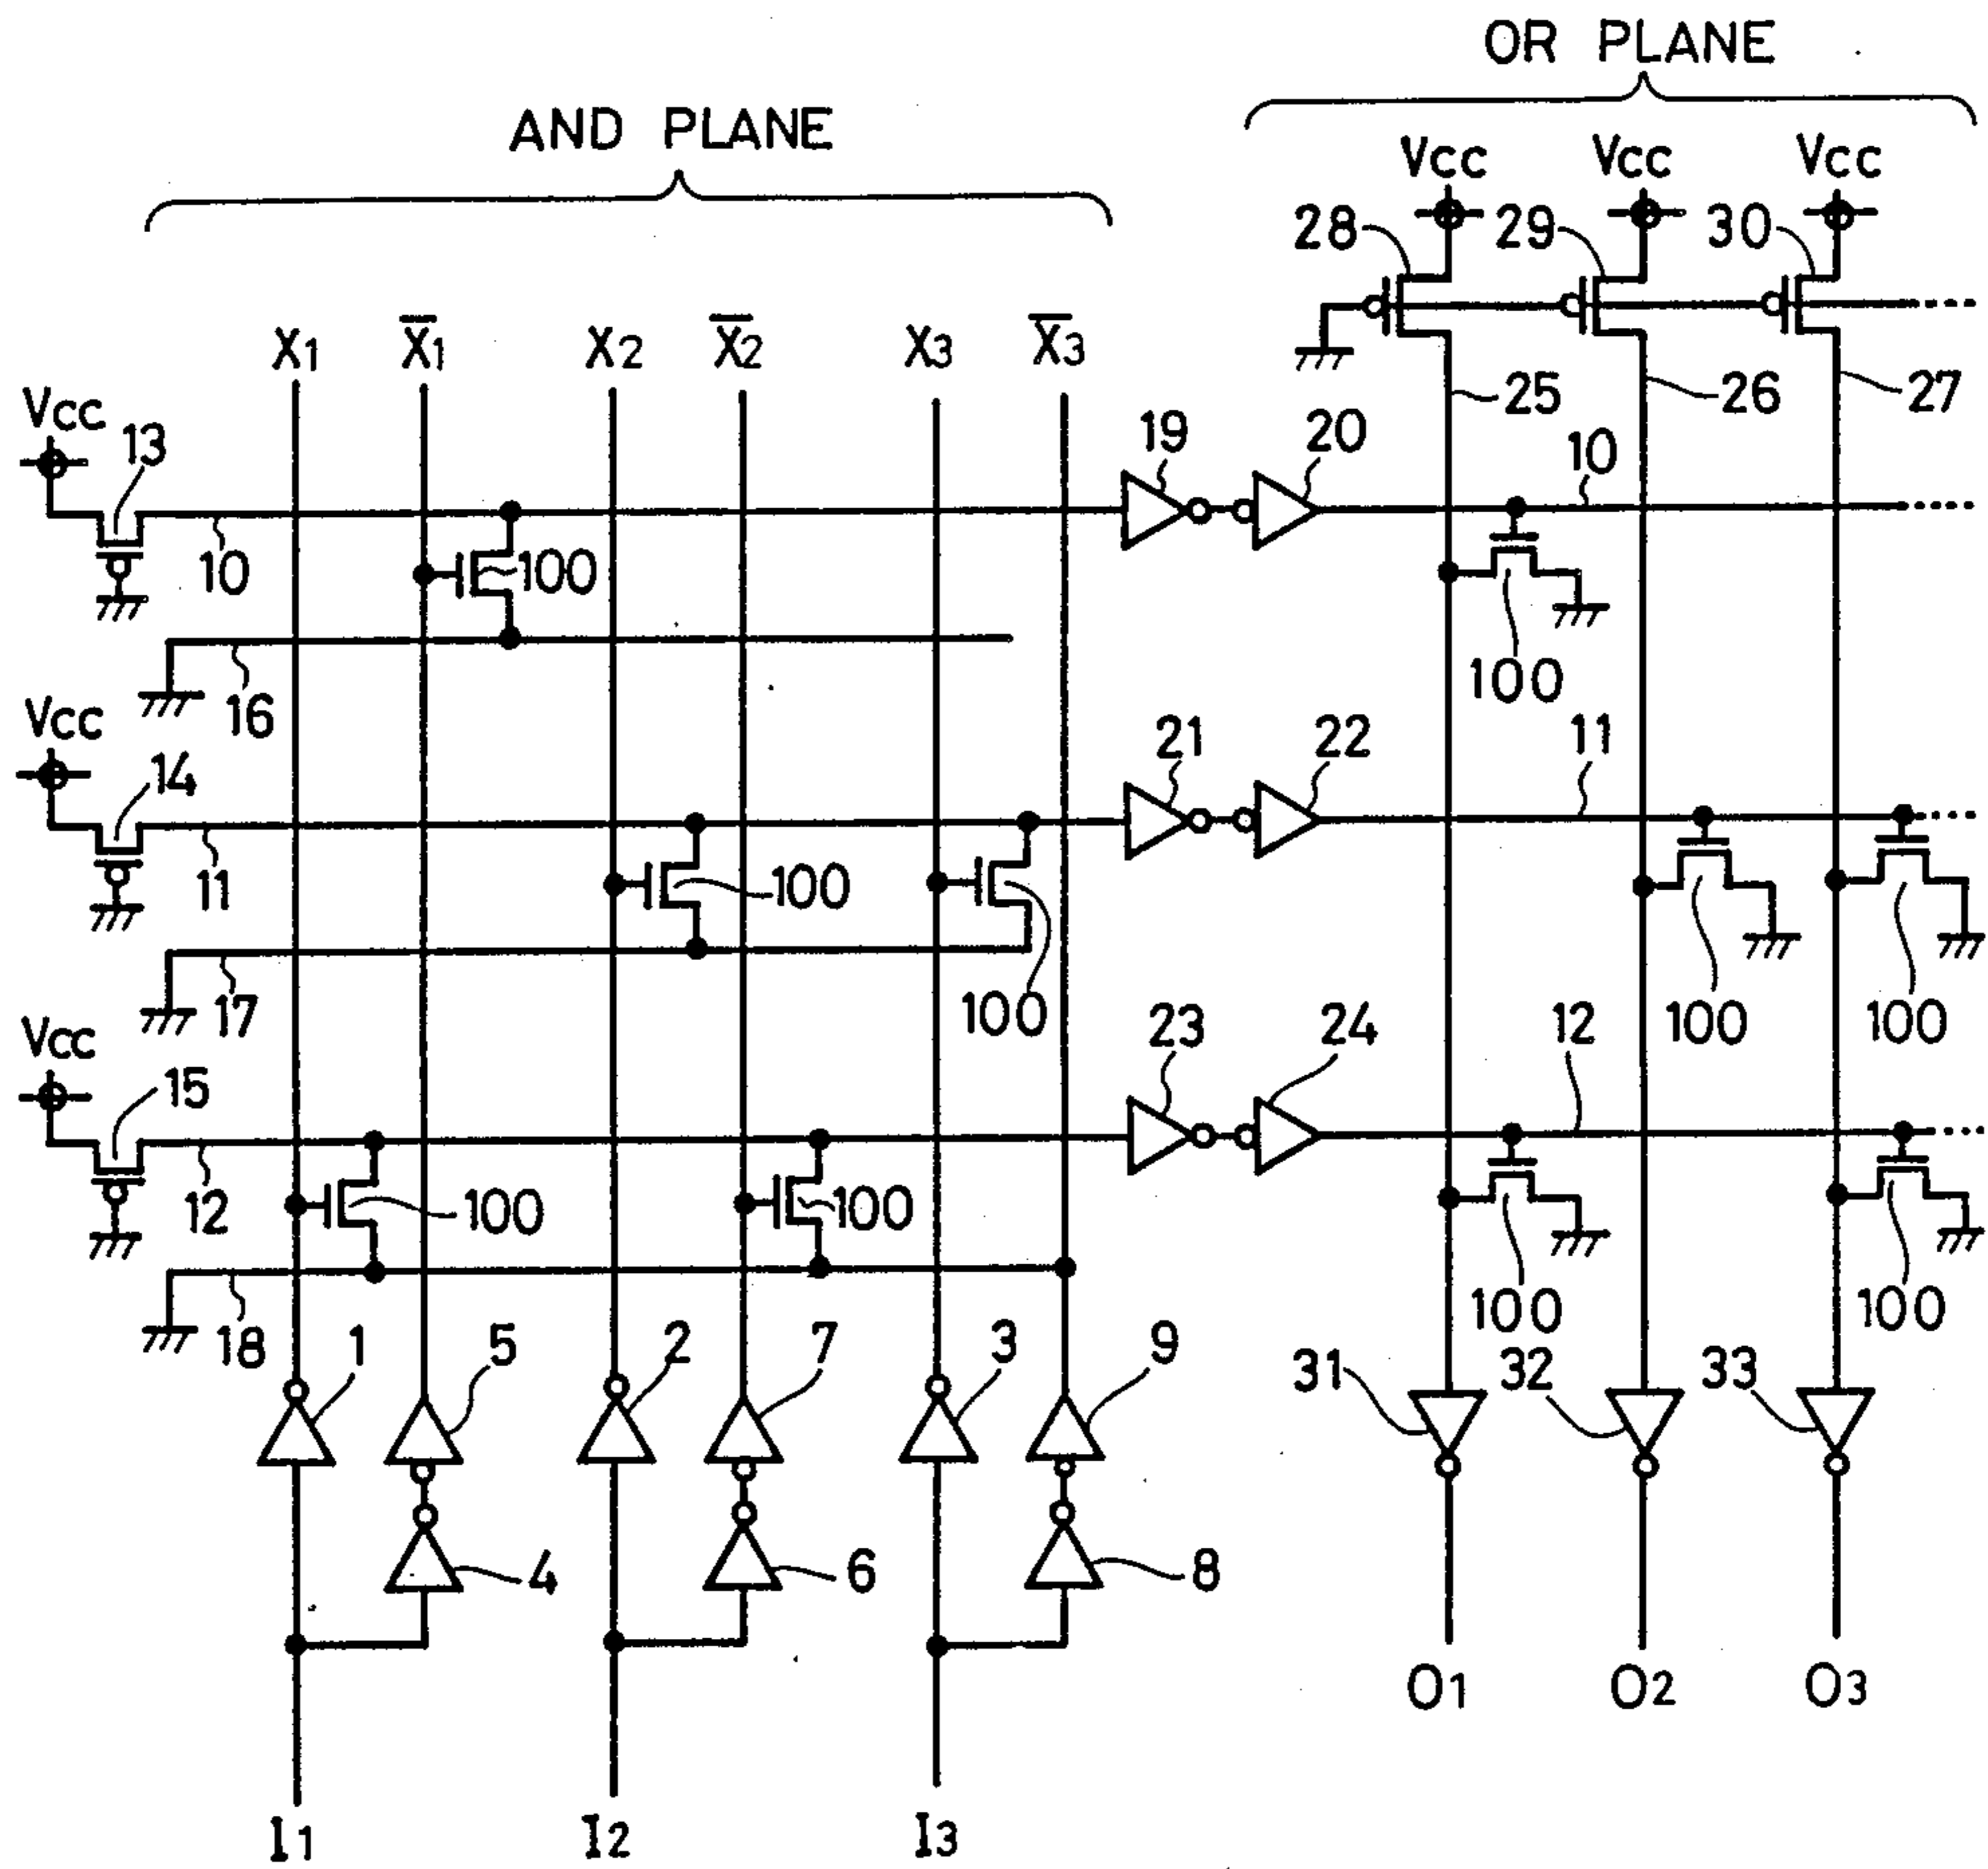 OR PLANE
AND PLANE
Vcc Vcc Vcc
28 29 30
X1 X̅1 X2 X̅2 X3 X̅3
25 26 27
Vcc 13 19 20 10
10 100
100
16
Vcc 14 21 22 11
11 100
17 100 100 100
Vcc 15 23 24 12
12 100 100
100 100
18 1 5 2 7 3 9 31 32 33
4 6 8
O1 O2 O3
I1 I2 I3